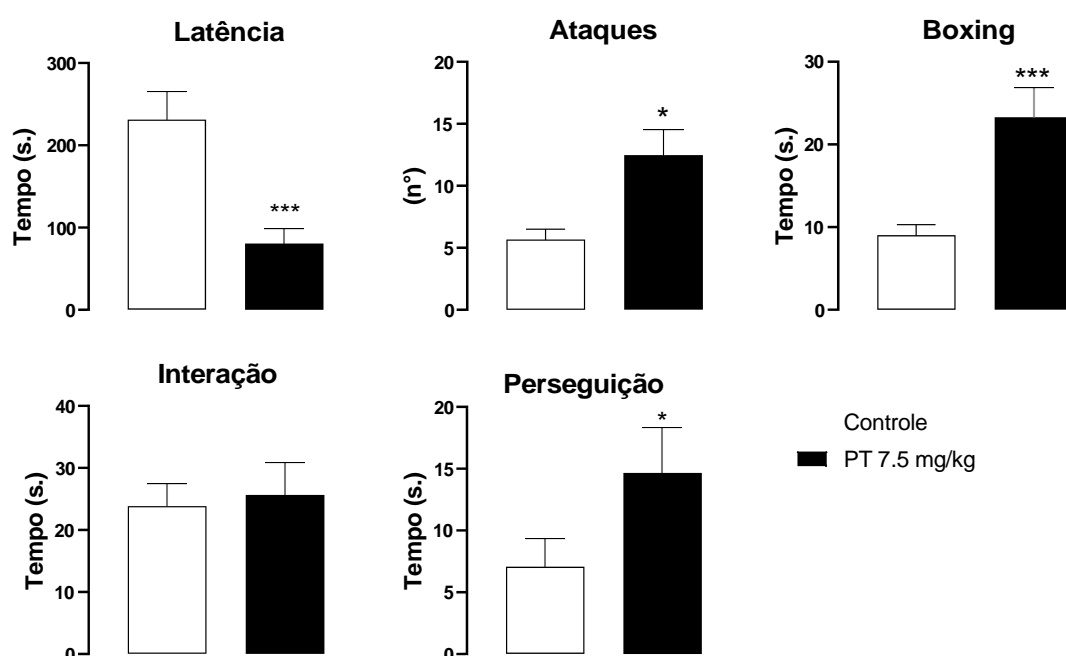 Latência
300
200
100
0
Tempo (s.)
***
Ataques
20
15
10
5
0
(n°)
*
Boxing
30
20
10
0
Tempo (s.)
***
Interação
40
30
20
10
0
Tempo (s.)
Perseguição
20
15
10
5
0
Tempo (s.)
*
Controle
PT 7.5 mg/kg